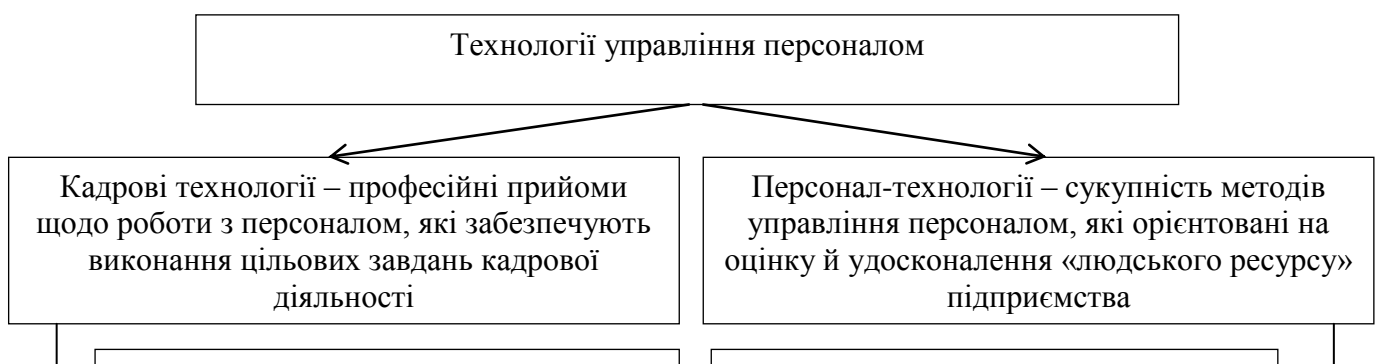 Технології управління персоналом
Кадрові технології – професійні прийоми
щодо роботи з персоналом, які забезпечують
виконання цільових завдань кадрової
діяльності
Персонал-технології – сукупність методів
управління персоналом, які орієнтовані на
оцінку й удосконалення «людського ресурсу»
підприємства